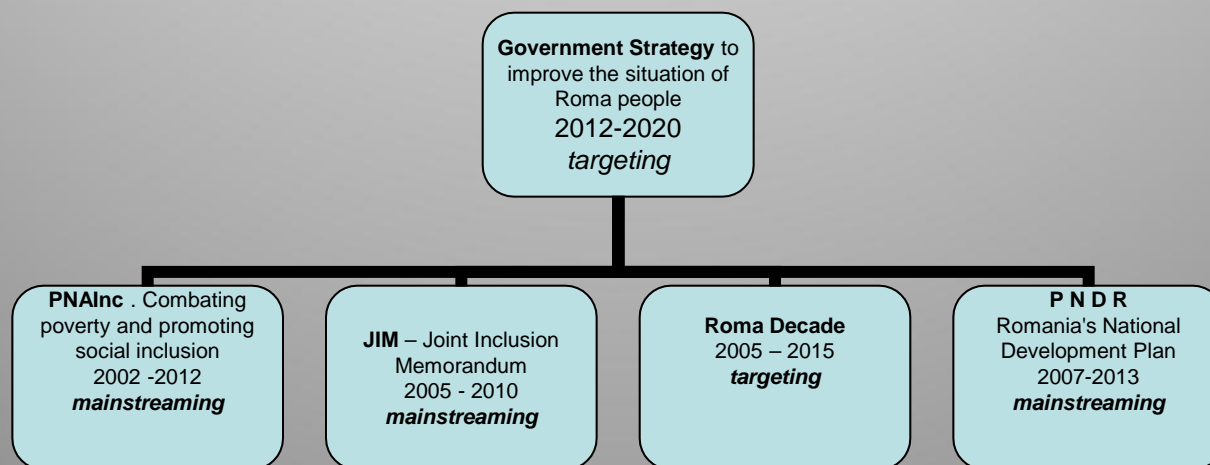 Government Strategy to
improve the situation of
Roma people
2012-2020
targeting
PNAInc . Combating
poverty and promoting
social inclusion
2002 -2012
mainstreaming
JIM – Joint Inclusion
Memorandum
2005 - 2010
mainstreaming
Roma Decade
2005 – 2015
targeting
P N D R
Romania's National
Development Plan
2007-2013
mainstreaming